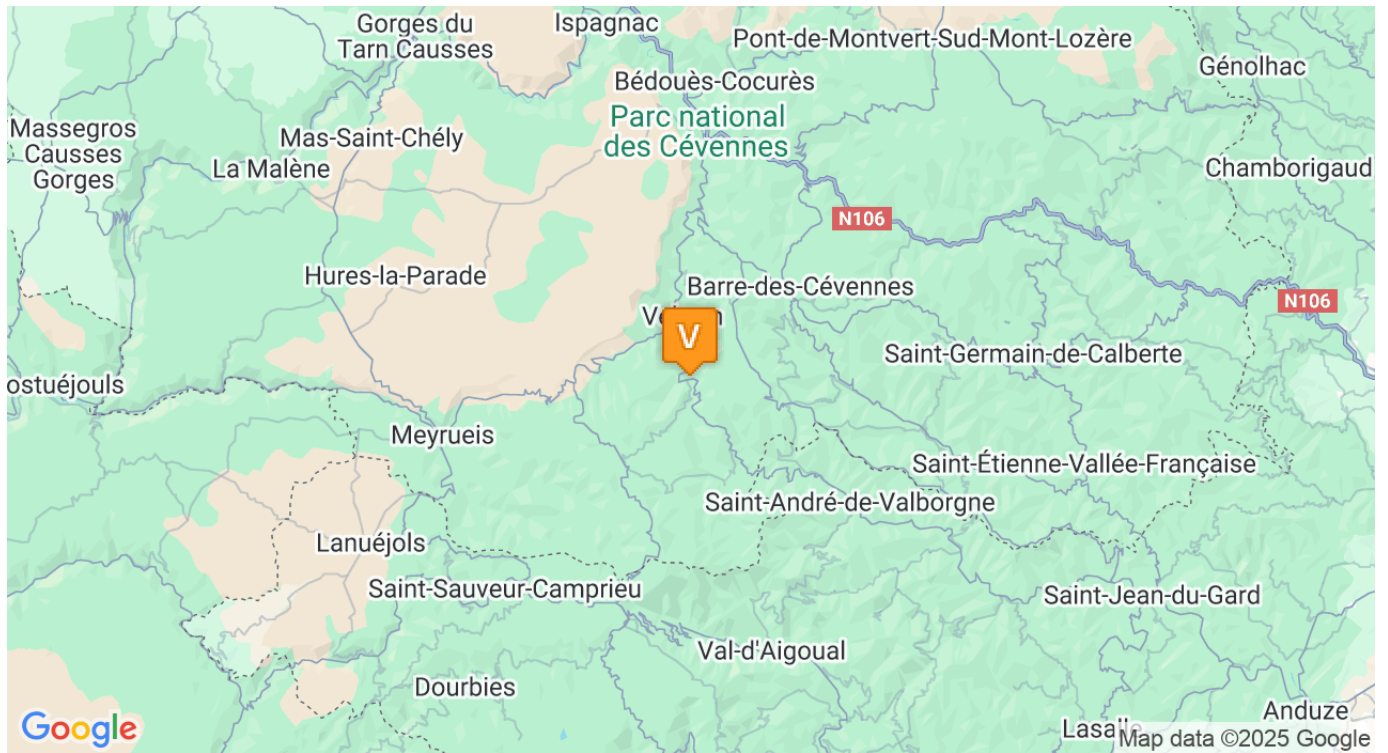 Gorges du
Tarn Causses
Ispagnac
Pont-de-Montvert-Sud-Mont-Lozère
Génolhac
Bédouès-Cocurès
Parc national
des Cévennes
Massegros
Causses
Gorges
Mas-Saint-Chély
La Malène
Chamborigaud
N106
Hures-la-Parade
Barre-des-Cévennes
N106
V
Saint-Germain-de-Calberte
ostuéjouls
Meyrueis
Saint-Étienne-Vallée-Française
Saint-André-de-Valborgne
Lanuéjols
Saint-Sauveur-Camprieu
Saint-Jean-du-Gard
Val-d'Aigoual
Dourbies
Anduze
Google
Map data ©2025 Google